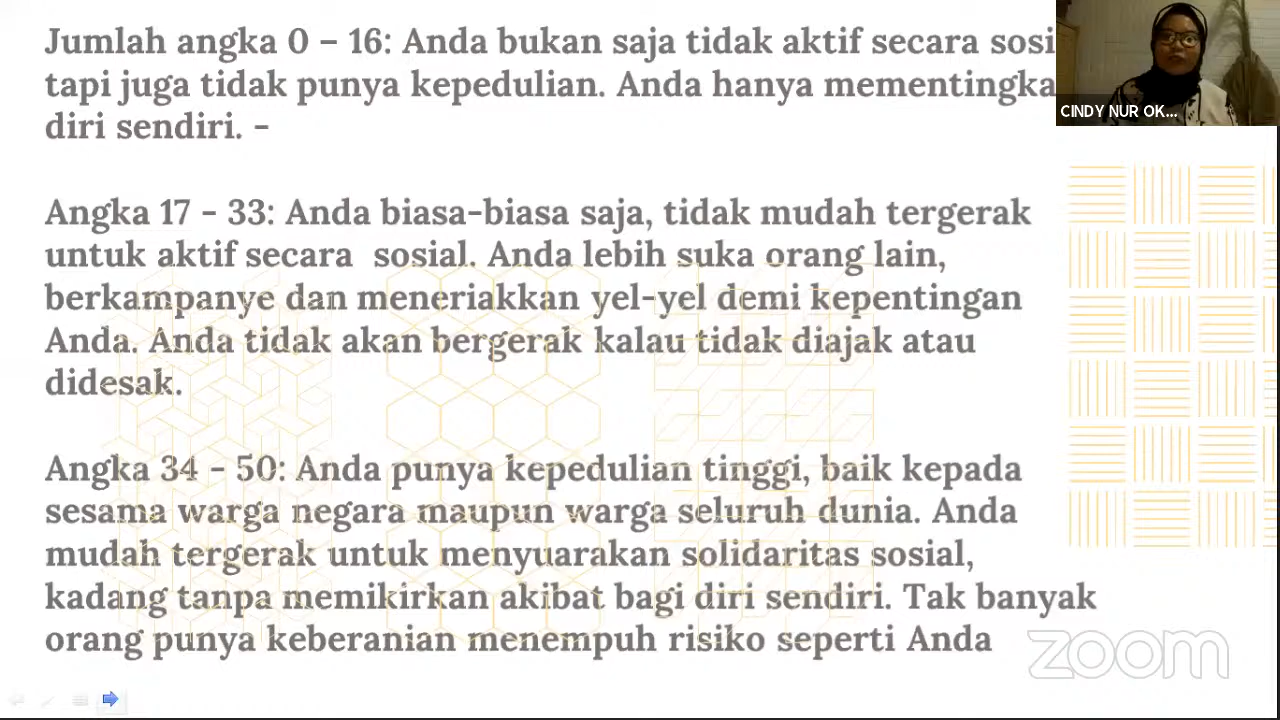 Jumlah angka 0 – 16: Anda bukan saja tidak aktif secara sosi
tapi juga tidak punya kepedulian. Anda hanya mementingka
diri sendiri. -
Angka 17 - 33: Anda biasa-biasa saja, tidak mudah tergerak
untuk aktif secara  sosial. Anda lebih suka orang lain,
berkampanye dan meneriakkan yel-yel demi kepentingan
Anda. Anda tidak akan bergerak kalau tidak diajak atau
didesak.
Angka 34 - 50: Anda punya kepedulian tinggi, baik kepada
sesama warga negara maupun warga seluruh dunia. Anda
mudah tergerak untuk menyuarakan solidaritas sosial,
kadang tanpa memikirkan akibat bagi diri sendiri. Tak banyak
orang punya keberanian menempuh risiko seperti Anda
CINDY NUR OK...
zoom